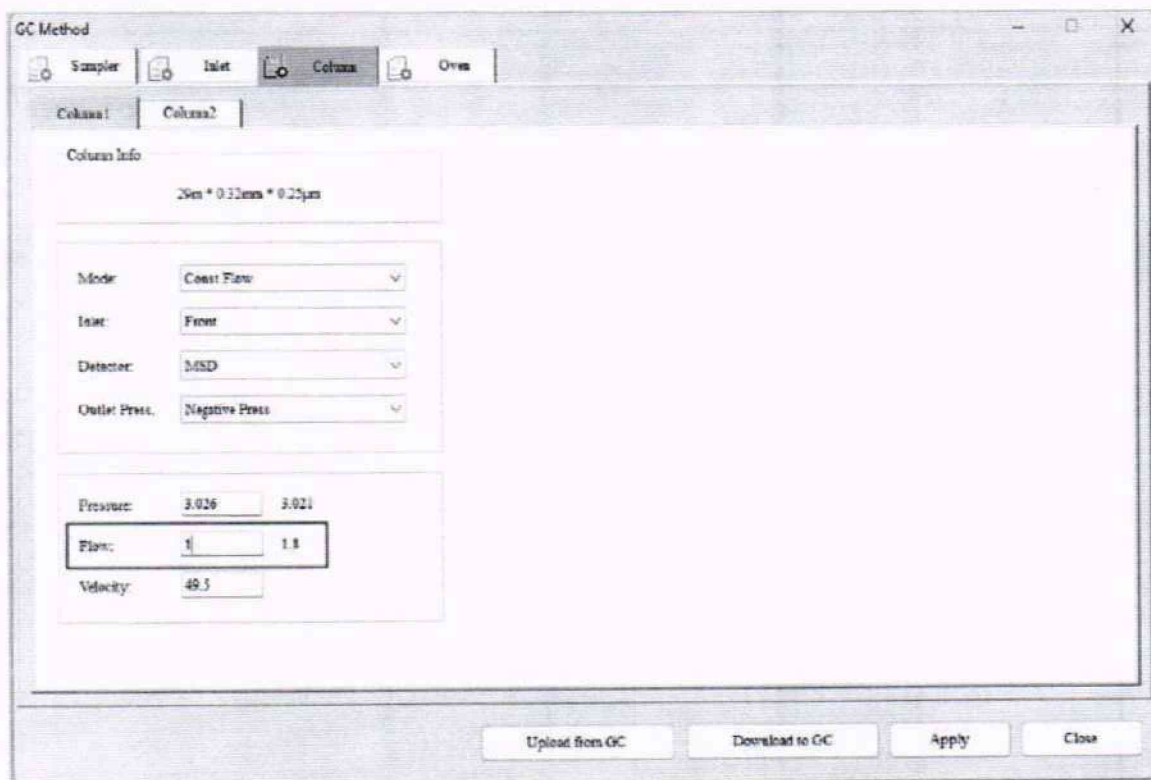 GC Method
Sampler Inlet Column Oven
Column1 Column2
Column Info
29m * 0.32mm * 0.25μm
Mode: Const Flow
Inlet: Front
Detector: MSD
Outlet Press. Negative Press
Pressure: 3.026 3.021
Flow: 1 1.8
Velocity: 49.5
Upload from GC Download to GC Apply Close